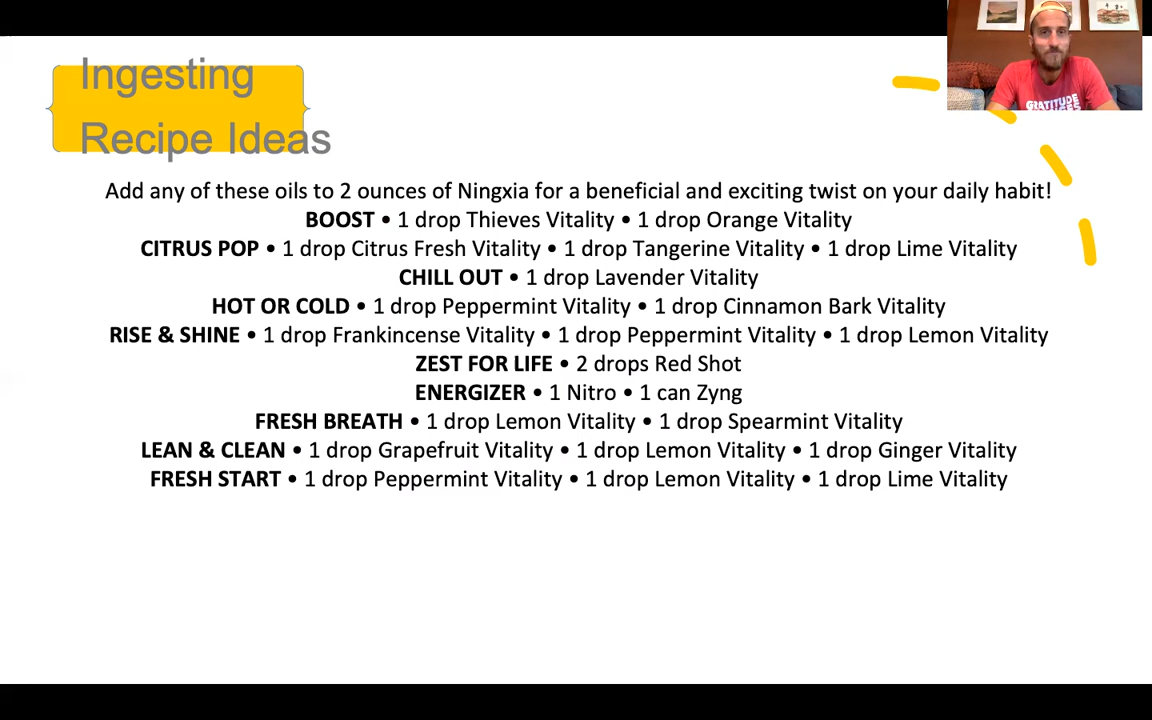 Ingesting
Recipe Ideas
GRATITUDE
Add any of these oils to 2 ounces of Ningxia for a beneficial and exciting twist on your daily habit!
BOOST • 1 drop Thieves Vitality • 1 drop Orange Vitality
CITRUS POP • 1 drop Citrus Fresh Vitality • 1 drop Tangerine Vitality • 1 drop Lime Vitality
CHILL OUT • 1 drop Lavender Vitality
HOT OR COLD • 1 drop Peppermint Vitality • 1 drop Cinnamon Bark Vitality
RISE & SHINE • 1 drop Frankincense Vitality • 1 drop Peppermint Vitality • 1 drop Lemon Vitality
ZEST FOR LIFE • 2 drops Red Shot
ENERGIZER • 1 Nitro • 1 can Zyng
FRESH BREATH • 1 drop Lemon Vitality • 1 drop Spearmint Vitality
LEAN & CLEAN • 1 drop Grapefruit Vitality • 1 drop Lemon Vitality • 1 drop Ginger Vitality
FRESH START • 1 drop Peppermint Vitality • 1 drop Lemon Vitality • 1 drop Lime Vitality